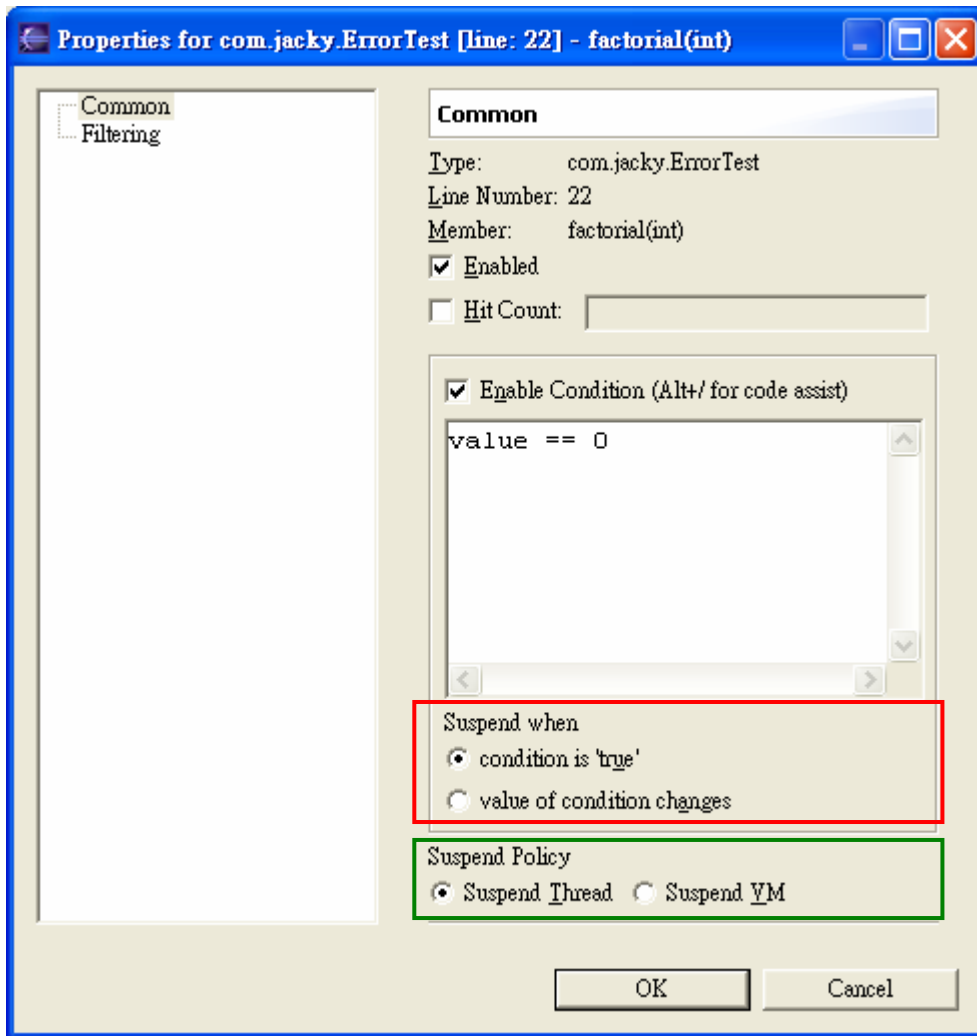 Properties for com.jacky.ErrorTest [line: 22] - factorial(int)
Common
Filtering
Common
Type: com.jacky.ErrorTest
Line Number: 22
Member: factorial(int)
Enabled
Hit Count:
Enable Condition (Alt+/ for code assist)
value == 0
Suspend when
condition is 'true'
value of condition changes
Suspend Policy
Suspend Thread Suspend VM
OK Cancel